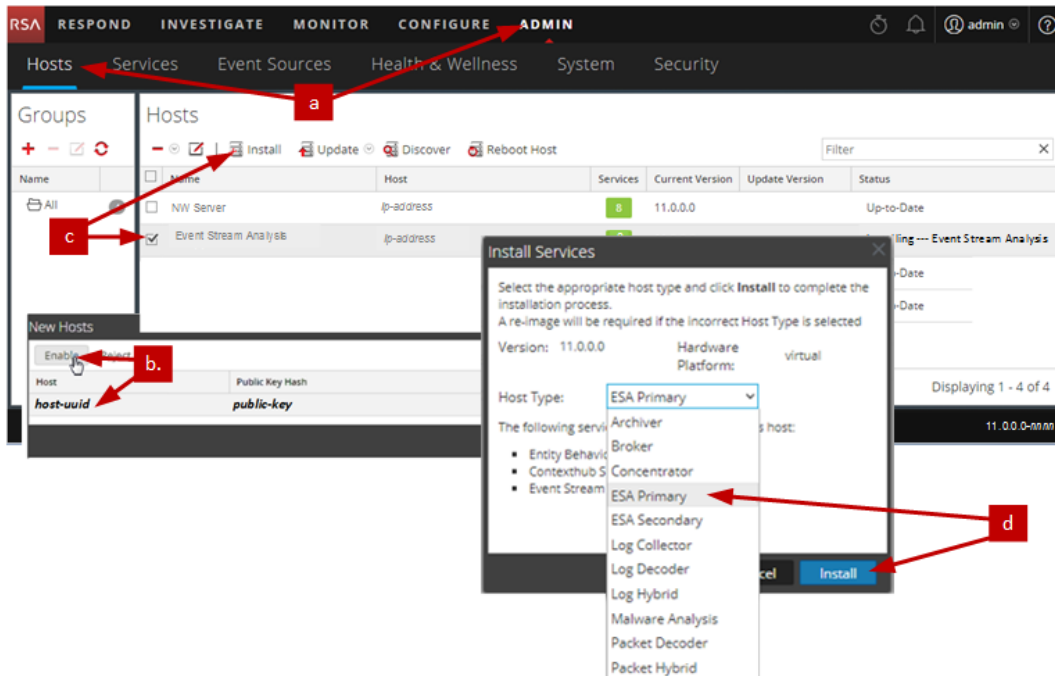 RSA RESPOND INVESTIGATE MONITOR CONFIGURE ADMIN admin
Hosts Services Event Sources Health & Wellness System Security
a
Groups
Hosts
Install Update Discover Reboot Host Filter
Name
Name Host Services Current Version Update Version Status
All
NW Server ip-address 8 11.0.0.0 Up-to-Date
c
Event Stream Analysis ip-address --- Event Stream Analysis
Displaying 1 - 4 of 4
11.0.0.0-nnnn
New Hosts
Enable Reject
b.
Host Public Key Hash
host-uuid public-key
Install Services
Select the appropriate host type and click Install to complete the
installation process.
A re-image will be required if the incorrect Host Type is selected
Version: 11.0.0.0 Hardware
Platform: virtual
Host Type: ESA Primary
The following host:
Entity
Contexthub
Event Stream
Archiver
Broker
Concentrator
ESA Primary
ESA Secondary
Log Collector
Log Decoder
Log Hybrid
Malware Analysis
Packet Decoder
Packet Hybrid
d
Install